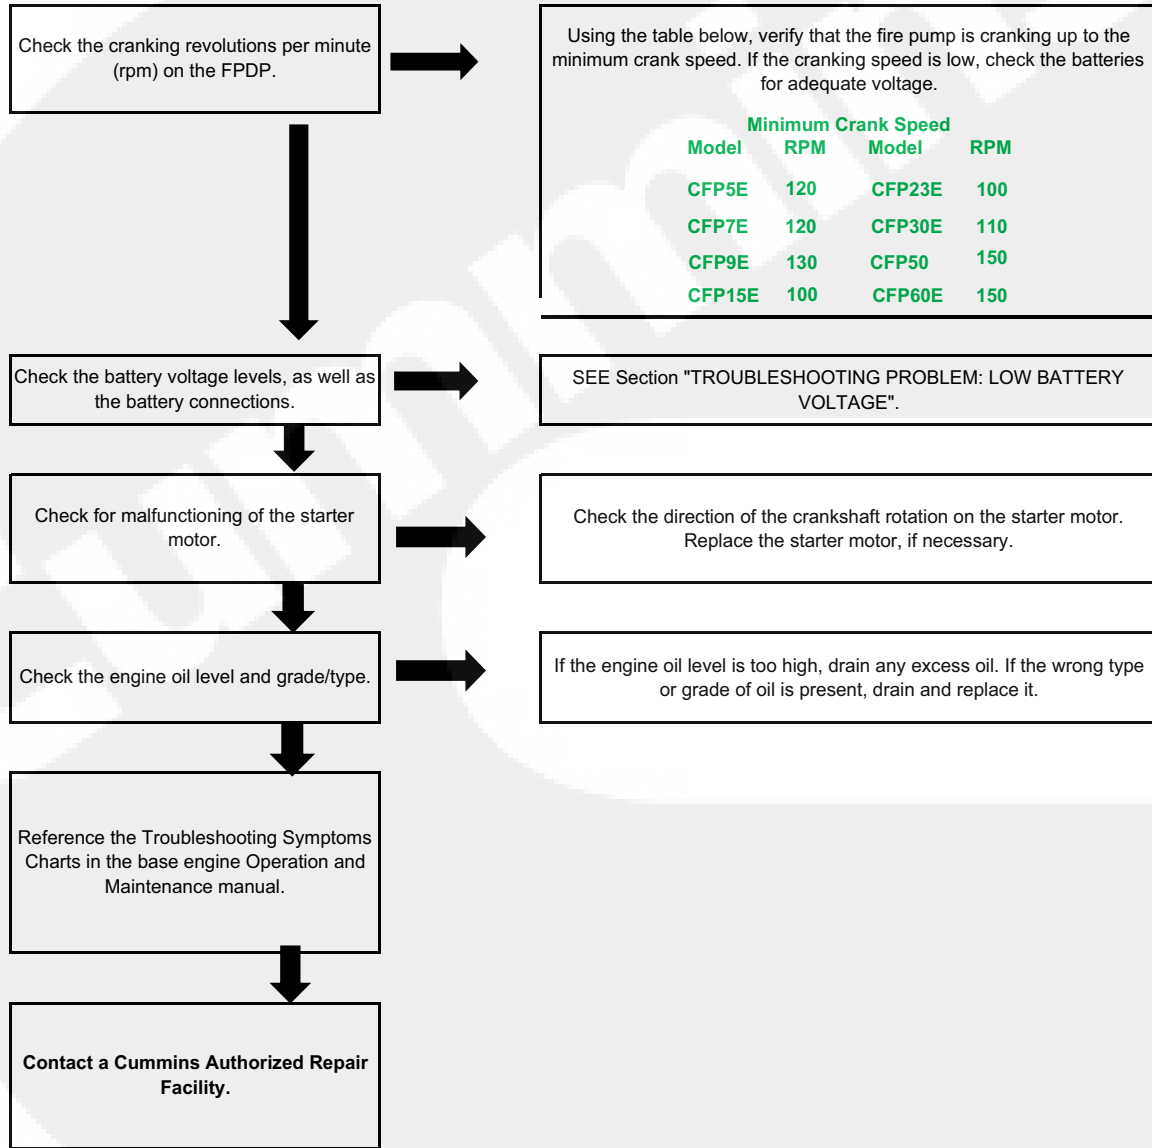 Check the cranking revolutions per minute
(rpm) on the FPDP.
Using the table below, verify that the fire pump is cranking up to the
minimum crank speed. If the cranking speed is low, check the batteries
for adequate voltage.
Minimum Crank Speed
Model RPM Model RPM
CFP5E 120 CFP23E 100
CFP7E 120 CFP30E 110
CFP9E 130 CFP50 150
CFP15E 100 CFP60E 150
Check the battery voltage levels, as well as
the battery connections.
SEE Section "TROUBLESHOOTING PROBLEM: LOW BATTERY
VOLTAGE".
Check for malfunctioning of the starter
motor.
Check the direction of the crankshaft rotation on the starter motor.
Replace the starter motor, if necessary.
Check the engine oil level and grade/type.
If the engine oil level is too high, drain any excess oil. If the wrong type
or grade of oil is present, drain and replace it.
Reference the Troubleshooting Symptoms
Charts in the base engine Operation and
Maintenance manual.
Contact a Cummins Authorized Repair
Facility.